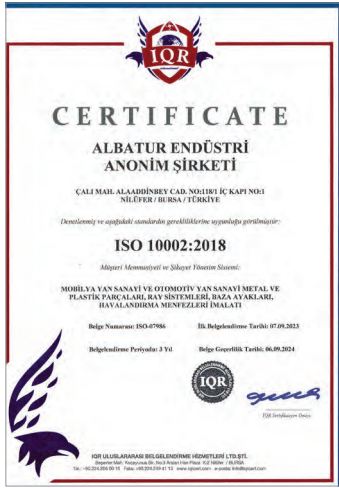 IQR
CERTIFICATE
ALBATUR ENDÜSTRİ
ANONİM ŞİRKETİ
ÇALI MAH. ALAADDİNBEY CAD. NO:118/1 İÇ KAPI NO:1
NİLÜFER / BURSA / TÜRKİYE
Denetlenmiş ve aşağıdaki standardın gerekliliklerine uygunluğu görülmüştür:
ISO 10002:2018
Müşteri Memnuniyeti ve Şikayet Yönetim Sistemi:
MOBİLYA YAN SANAYİ VE OTOMOTİV YAN SANAYİ METAL VE
PLASTİK PARÇALARI, RAY SİSTEMLERİ, BAZA AYAKLARI,
HAVALANDIRMA MENFEZLERİ İMALATI
Belge Numarası: ISO-07986 İlk Belgelendirme Tarihi: 07.09.2023
Belgelendirme Periyodu: 3 Yıl Belge Geçerlilik Tarihi: 06.09.2024
IQR
IQR Sertifikasyon Onayı
IQR ULUSLARARASI BELGELENDİRME HİZMETLERİ LTD.ŞTİ.